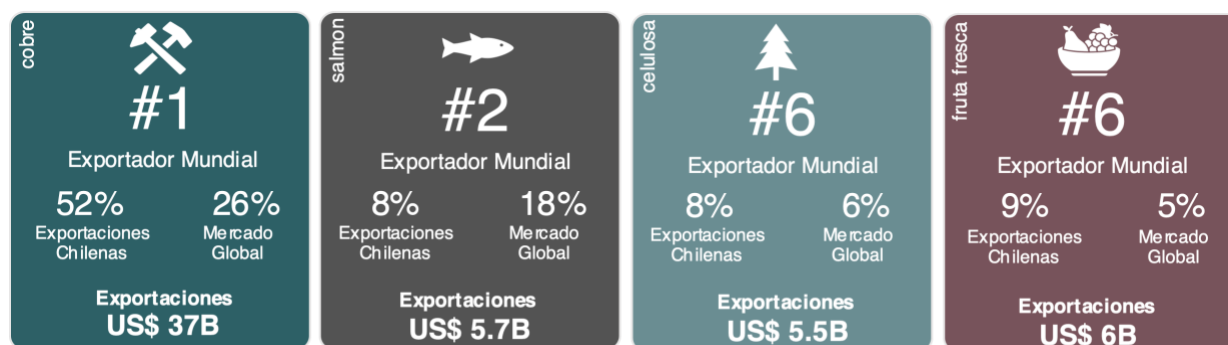 cobre
#1
Exportador Mundial
52%
Exportaciones
Chilenas
26%
Mercado
Global
Exportaciones
US$ 37B
salmon
#2
Exportador Mundial
8%
Exportaciones
Chilenas
18%
Mercado
Global
Exportaciones
US$ 5.7B
celulosa
#6
Exportador Mundial
8%
Exportaciones
Chilenas
6%
Mercado
Global
Exportaciones
US$ 5.5B
fruta fresca
#6
Exportador Mundial
9%
Exportaciones
Chilenas
5%
Mercado
Global
Exportaciones
US$ 6B